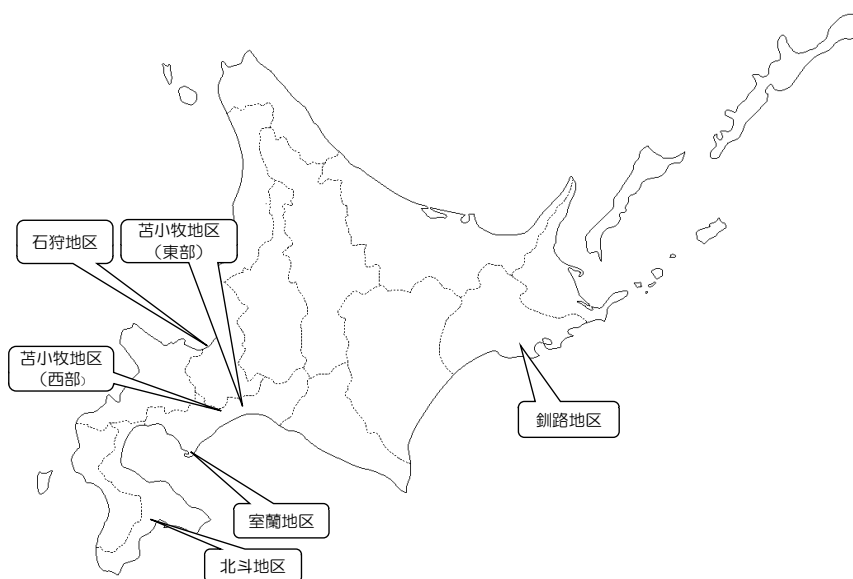 石狩地区
苫小牧地区
（東部）
苫小牧地区
（西部）
釧路地区
室蘭地区
北斗地区